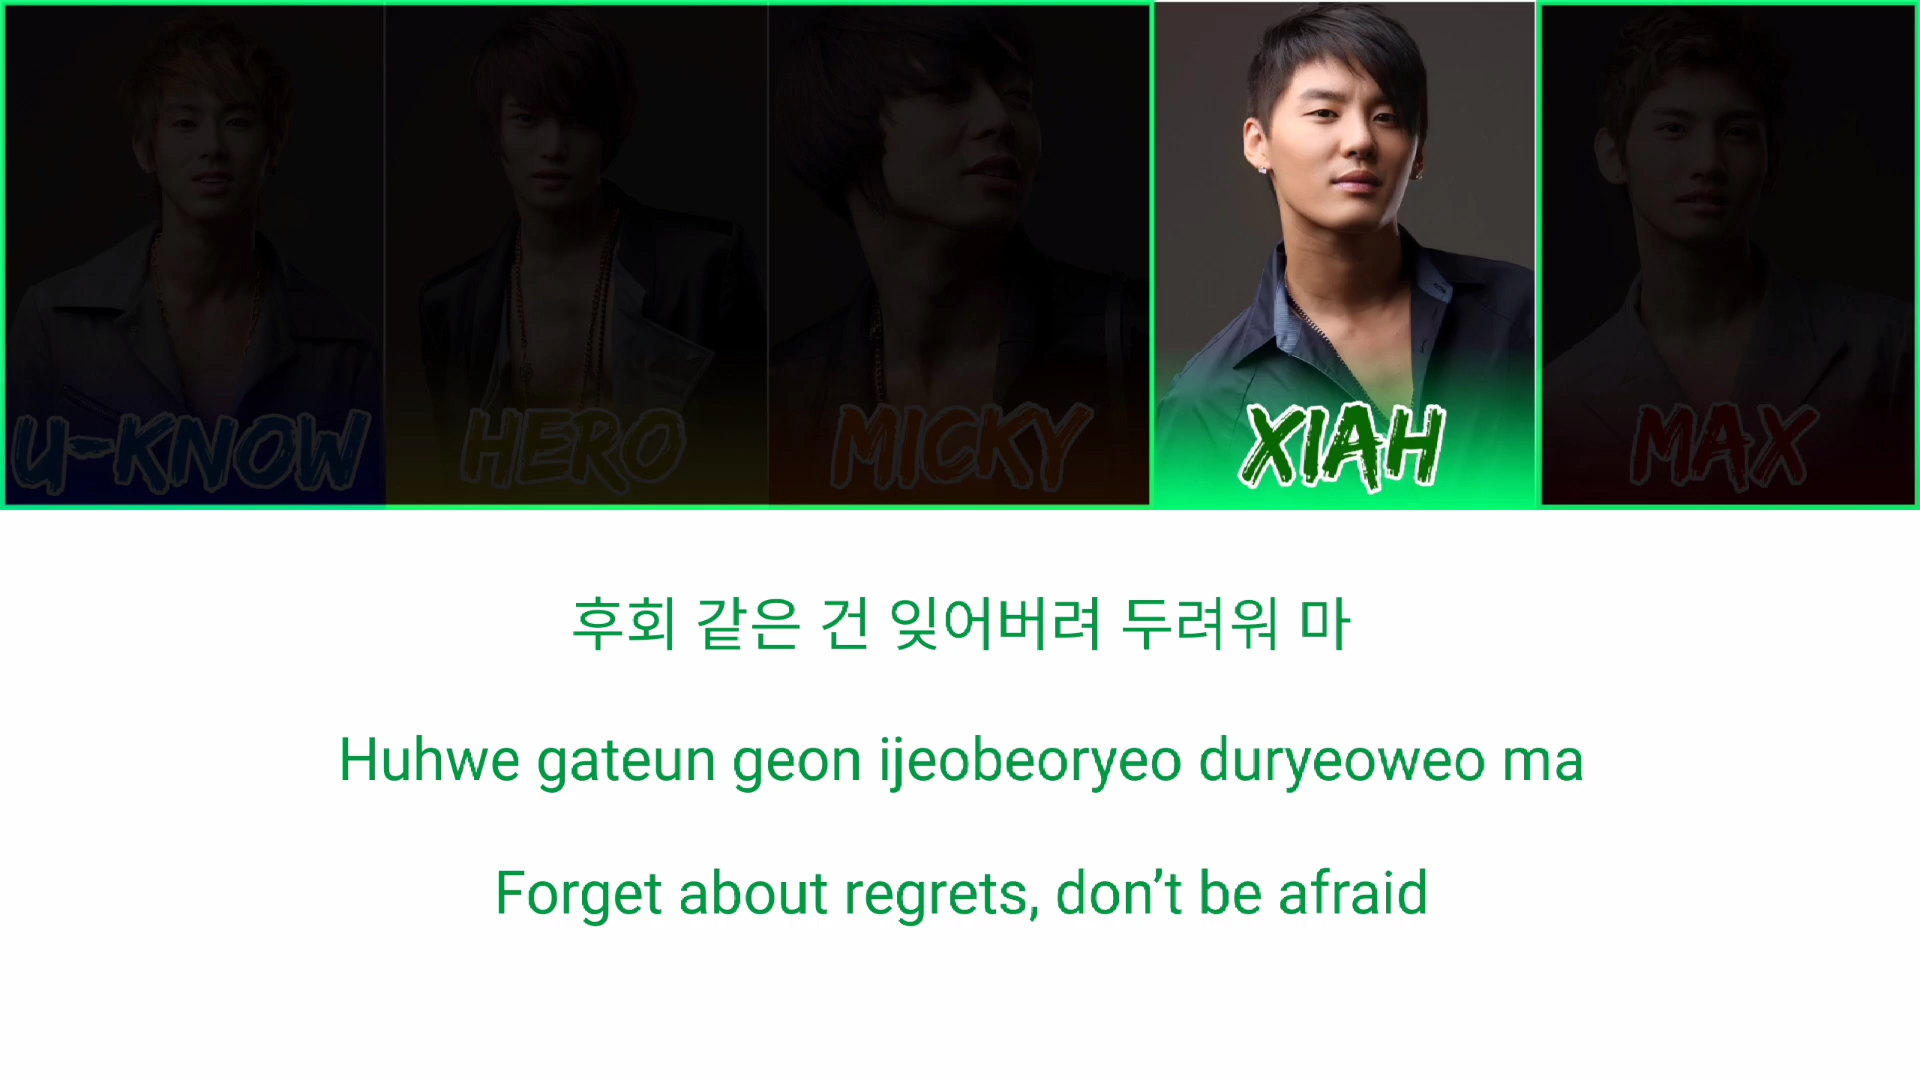 U-KNOW HERO MICKY XIAH MAX
후회 같은 건 잊어버려 두려워 마
Huhwe gateun geon ijeobeoryeo duryeoweo ma
Forget about regrets, don’t be afraid